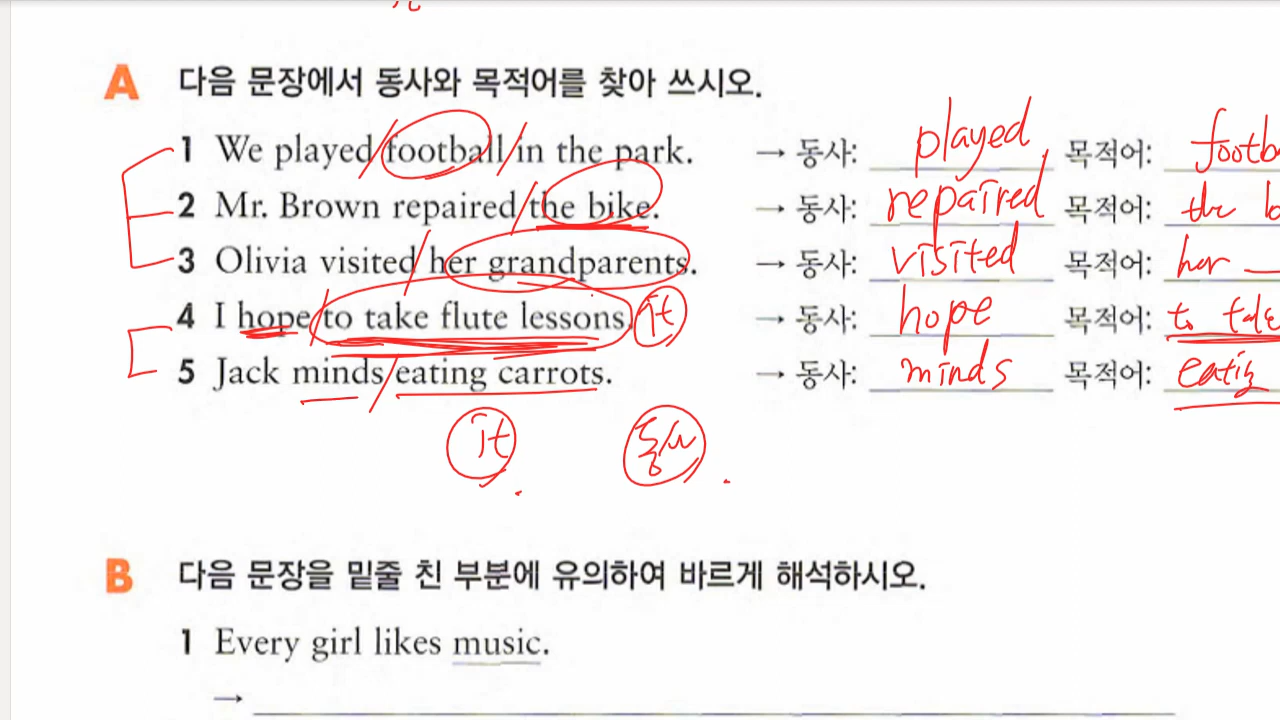 A 다음 문장에서 동사와 목적어를 찾아 쓰시오.
1 We played / football / in the park. → 동사: played 목적어: footb
2 Mr. Brown repaired / the bike. → 동사: repaired 목적어: the b
3 Olivia visited / her grandparents. → 동사: visited 목적어: her
4 I hope / to take flute lessons. it → 동사: hope 목적어: to take
5 Jack minds / eating carrots. → 동사: minds 목적어: eating
it 동사
B 다음 문장을 밑줄 친 부분에 유의하여 바르게 해석하시오.
1 Every girl likes music.
→